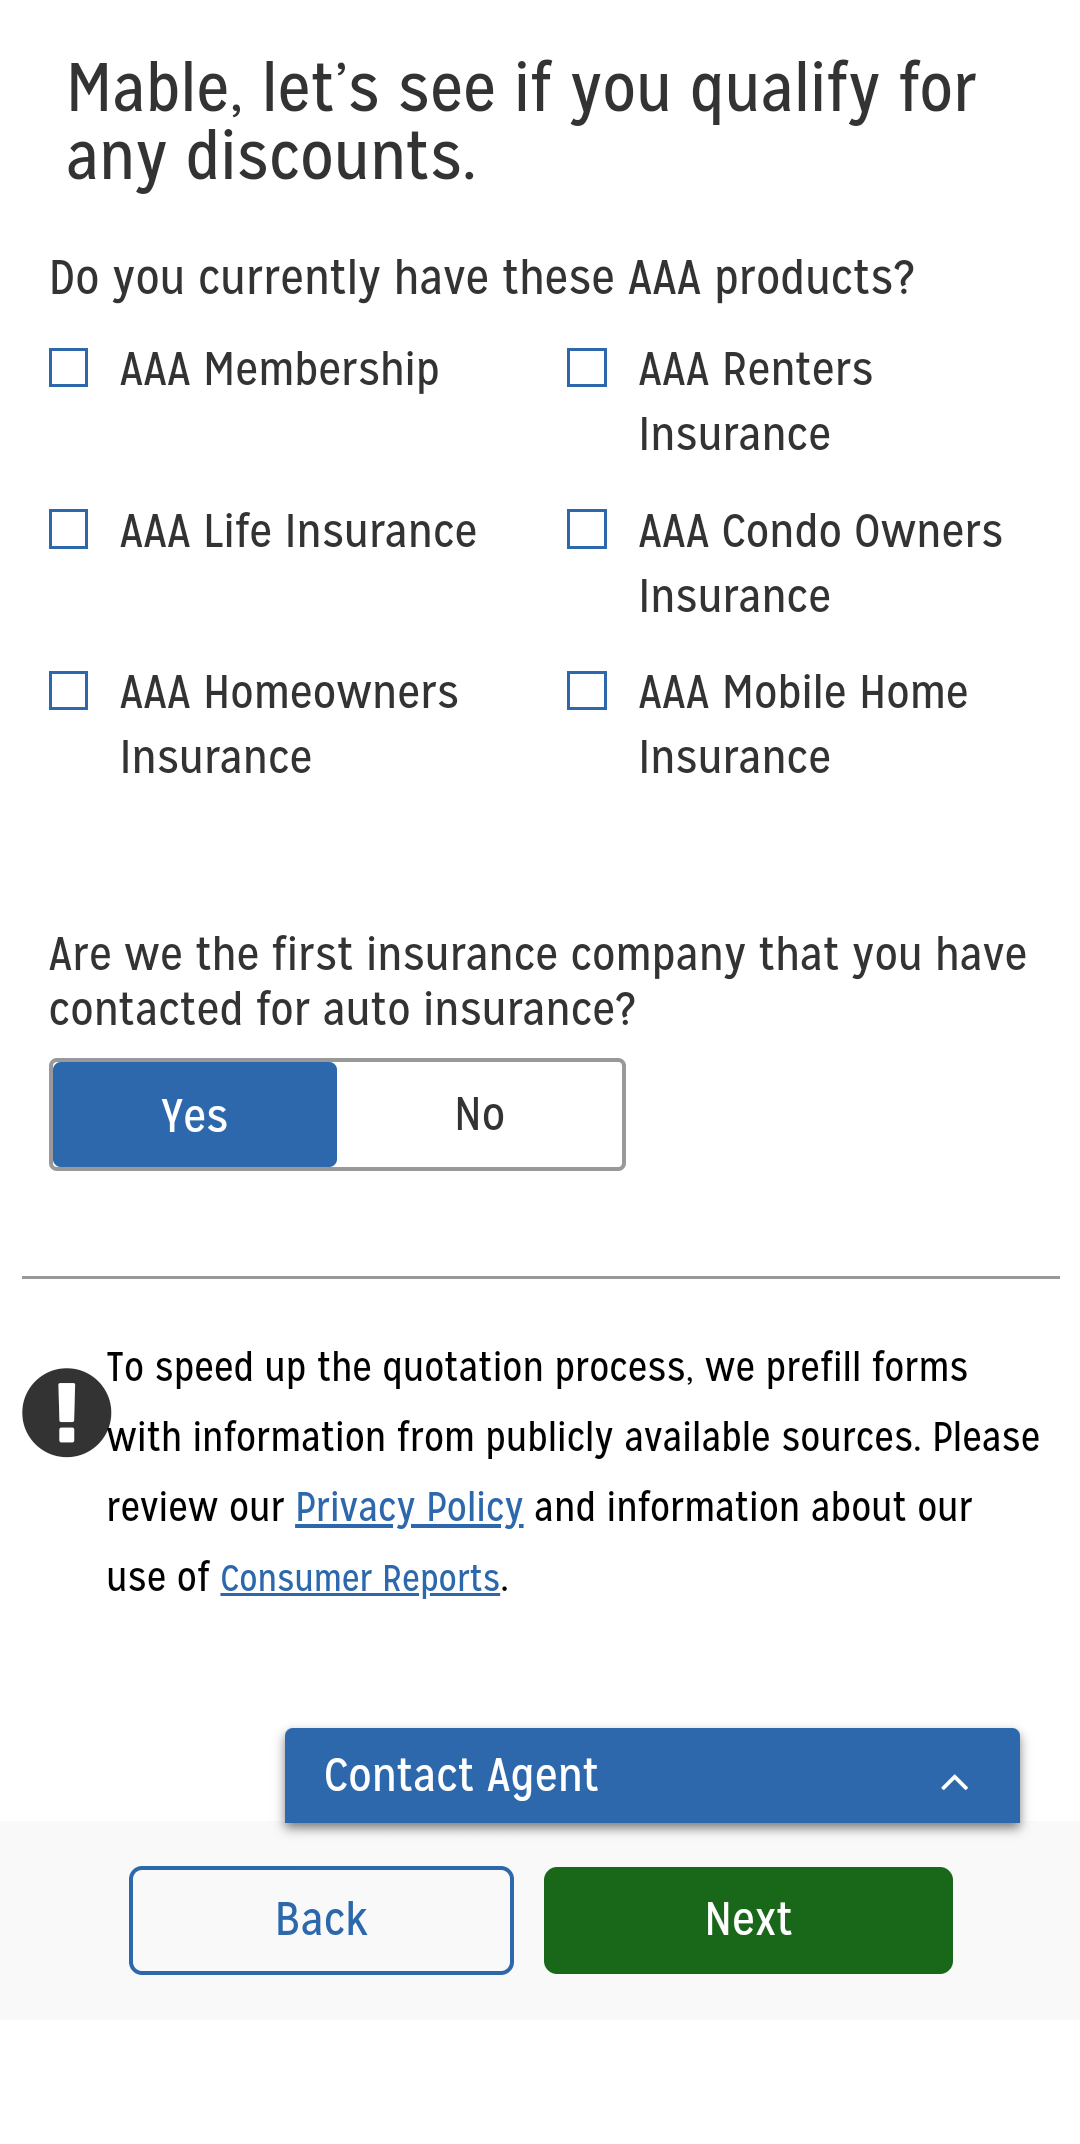 Mable, let’s see if you qualify for
any discounts.
Do you currently have these AAA products?
AAA Membership
AAA Renters
Insurance
AAA Life Insurance
AAA Condo Owners
Insurance
AAA Homeowners
Insurance
AAA Mobile Home
Insurance
Are we the first insurance company that you have
contacted for auto insurance?
Yes
No
To speed up the quotation process, we prefill forms
with information from publicly available sources. Please
review our Privacy Policy and information about our
use of Consumer Reports.
Contact Agent
Back
Next